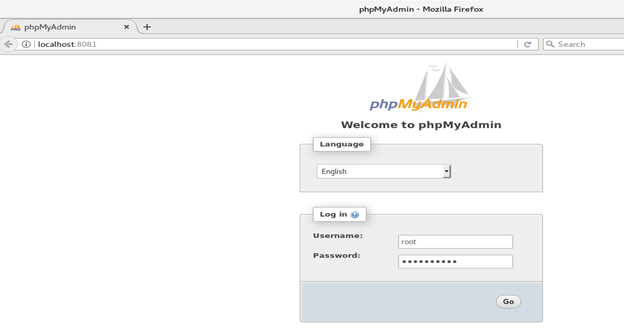 phpMyAdmin - Mozilla Firefox
phpMyAdmin
localhost:8081
Search
phpMyAdmin
Welcome to phpMyAdmin
Language
English
Log in
Username:
root
Password:
••••••••••
Go